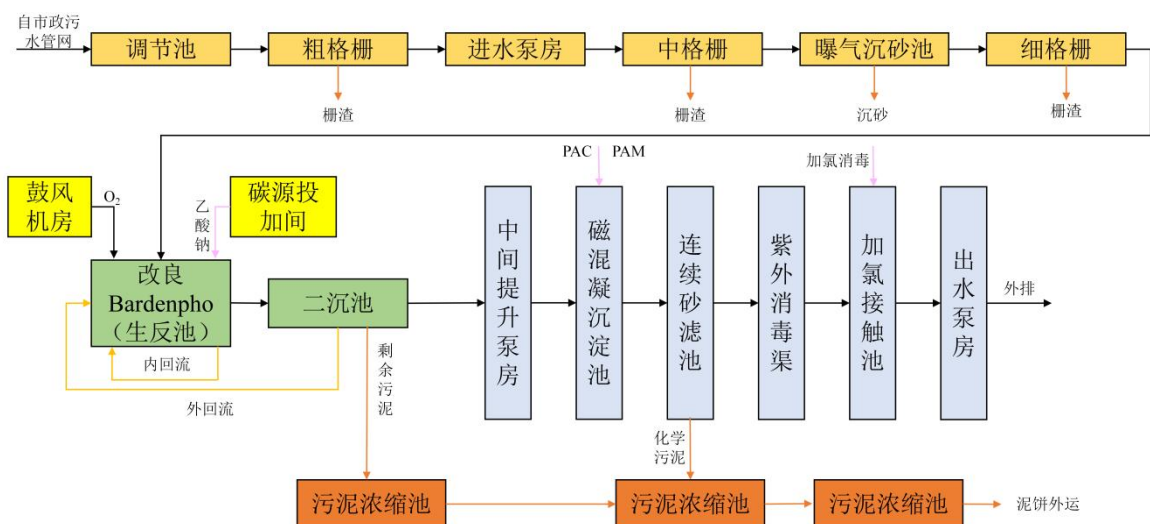 自市政污
水管网
调节池
粗格栅
进水泵房
中格栅
曝气沉砂池
细格栅
栅渣
栅渣
沉砂
栅渣
PAC PAM
加氯消毒
鼓风
机房
O₂
乙酸钠
碳源投
加间
改良
Bardenpho
（生反池）
二沉池
中间提升泵房
磁混凝沉淀池
连续砂滤池
紫外消毒渠
加氯接触池
出水泵房
外排
内回流
外回流
剩余污泥
化学
污泥
污泥浓缩池
污泥浓缩池
污泥浓缩池
泥饼外运